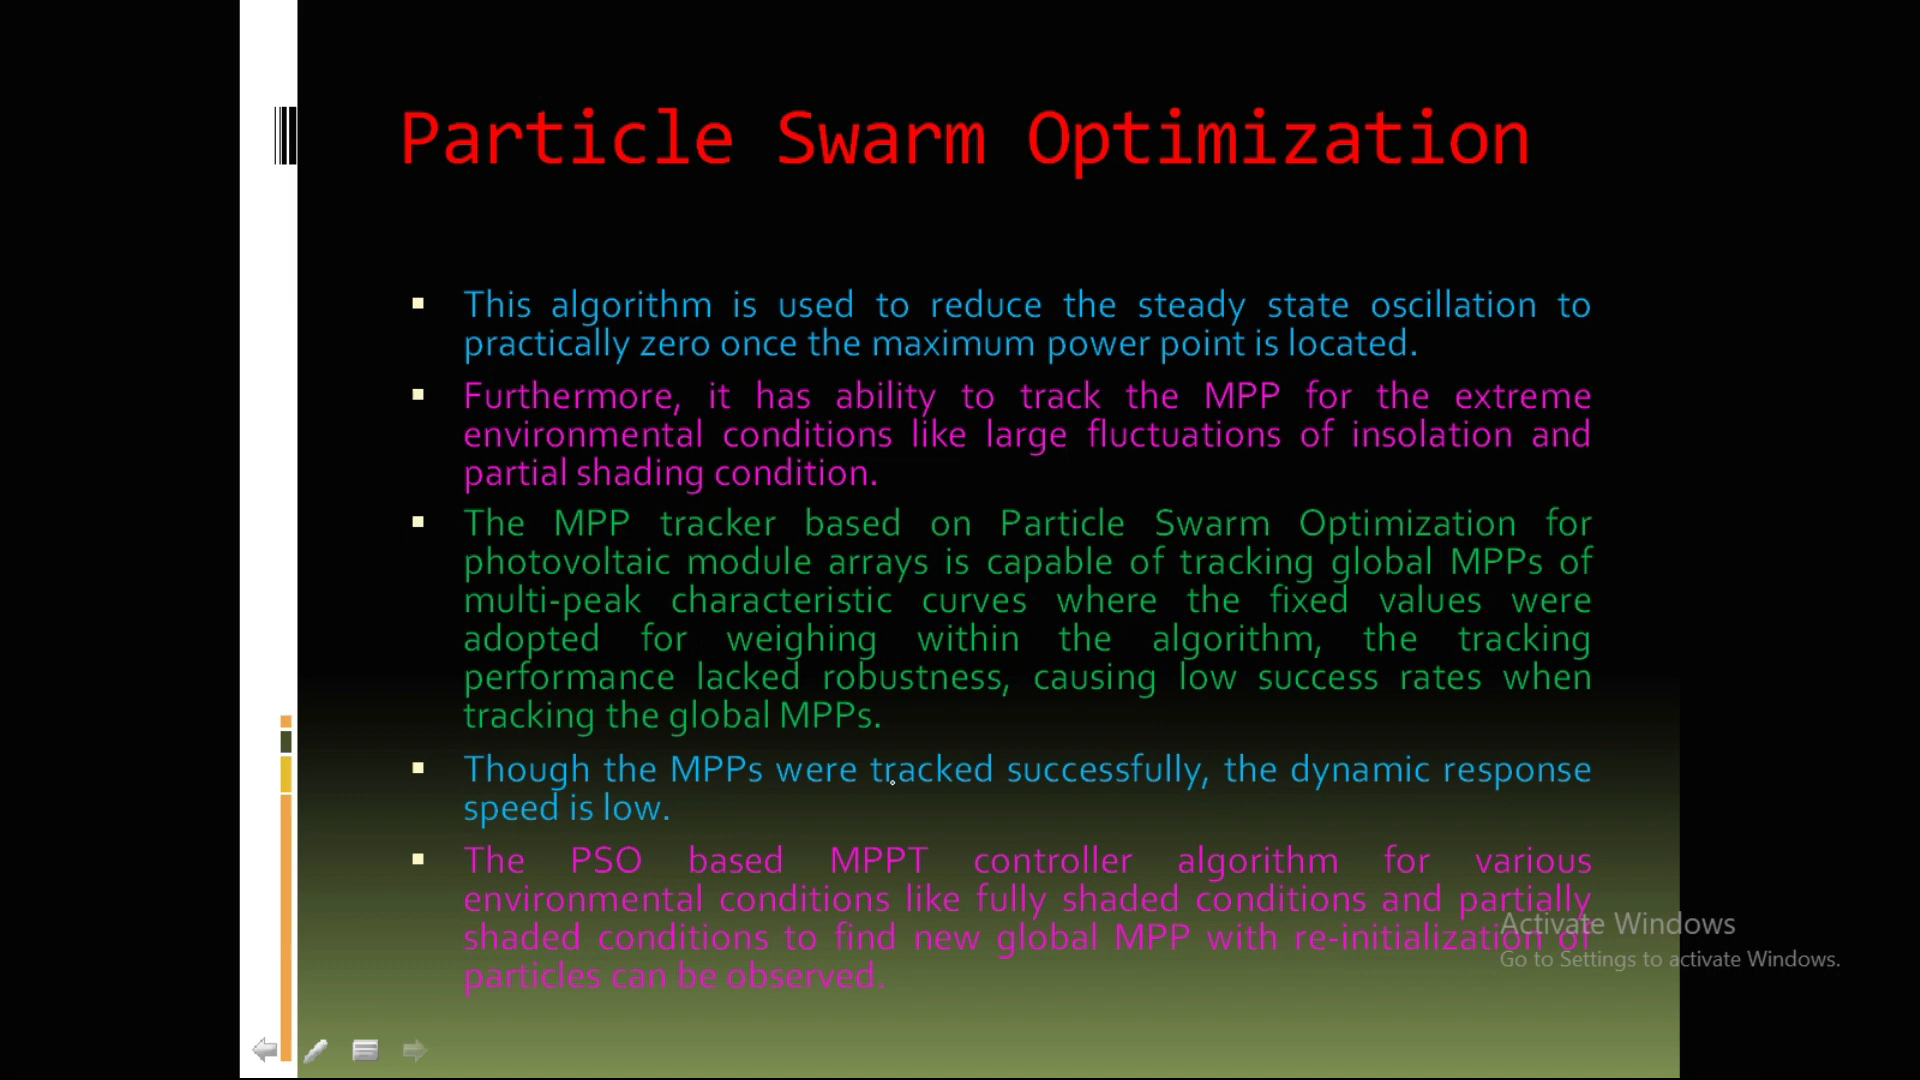 Particle Swarm Optimization
This algorithm is used to reduce the steady state oscillation to
practically zero once the maximum power point is located.
Furthermore, it has ability to track the MPP for the extreme
environmental conditions like large fluctuations of insolation and
partial shading condition.
The MPP tracker based on Particle Swarm Optimization for
photovoltaic module arrays is capable of tracking global MPPs of
multi-peak characteristic curves where the fixed values were
adopted for weighing within the algorithm, the tracking
performance lacked robustness, causing low success rates when
tracking the global MPPs.
Though the MPPs were tracked successfully, the dynamic response
speed is low.
The PSO based MPPT controller algorithm for various
environmental conditions like fully shaded conditions and partially
shaded conditions to find new global MPP with re-initialization of
particles can be observed.
Activate Windows
Go to Settings to activate Windows.